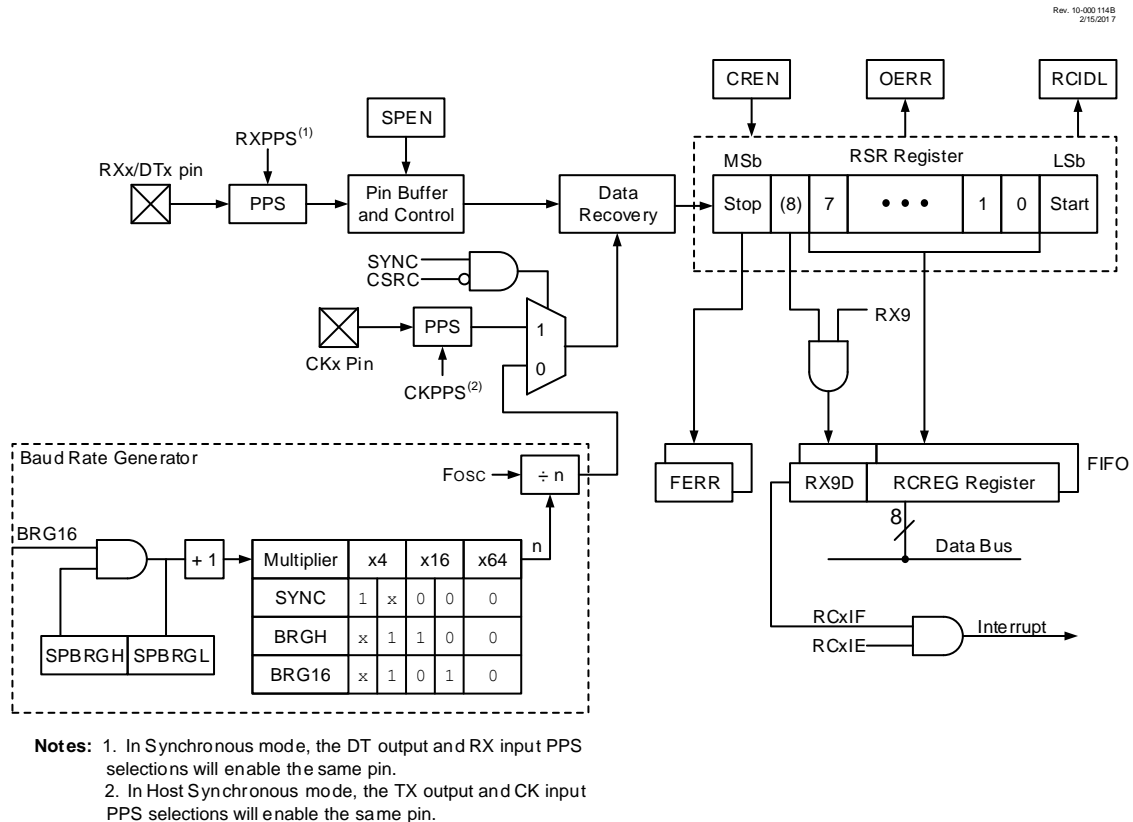 Rev. 10-000 114B
2/15/2017
CREN
OERR
RCIDL
SPEN
RXPPS(1)
RXx/DTx pin
PPS
Pin Buffer
and Control
Data
Recovery
MSb
RSR Register
LSb
Stop
(8)
7
• • •
1
0
Start
SYNC
CSRC
PPS
1
0
CKx Pin
CKPPS(2)
RX9
Baud Rate Generator
FOSC
÷ n
FERR
RX9D
RCREG Register
FIFO
8
Data Bus
BRG16
+ 1
n
Multiplier x4 x16 x64
SYNC 1 x 0 0 0
BRGH x 1 1 0 0
BRG16 x 1 0 1 0
SPBRGH
SPBRGL
RCxIF
RCxIE
Interrupt
Notes: 1. In Synchronous mode, the DT output and RX input PPS
selections will enable the same pin.
2. In Host Synchronous mode, the TX output and CK input
PPS selections will enable the same pin.